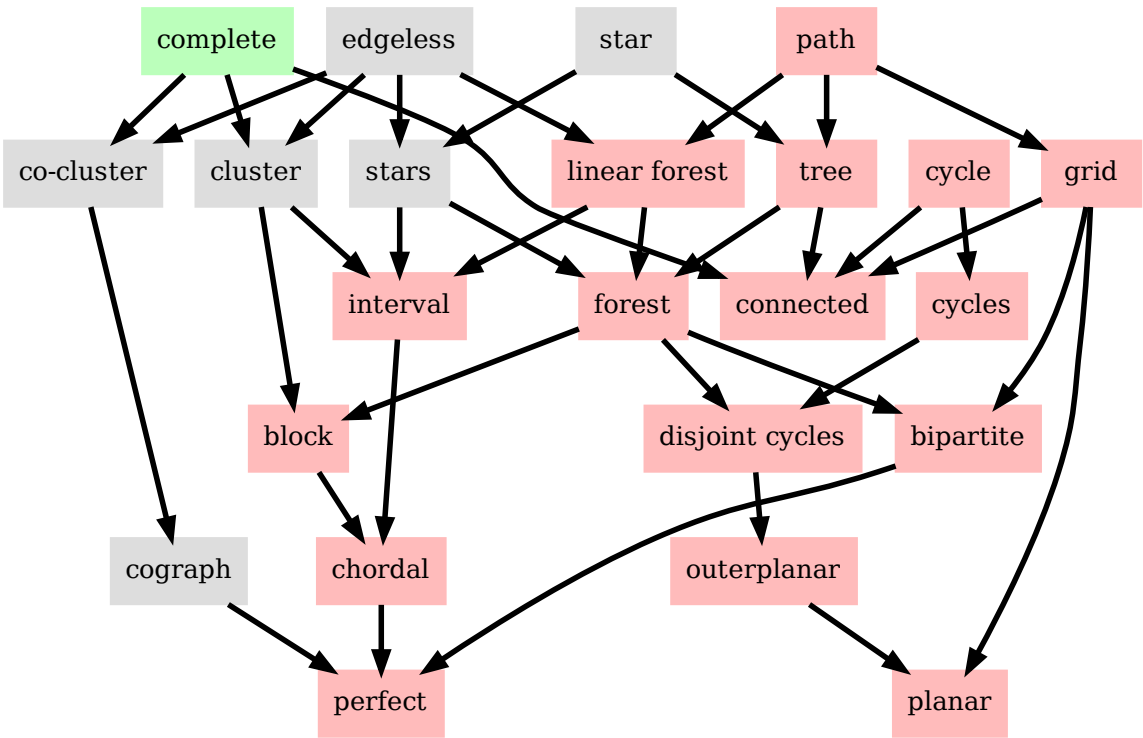 complete
edgeless
star
path
co-cluster
cluster
stars
linear forest
tree
cycle
grid
interval
forest
connected
cycles
block
disjoint cycles
bipartite
cograph
chordal
outerplanar
perfect
planar